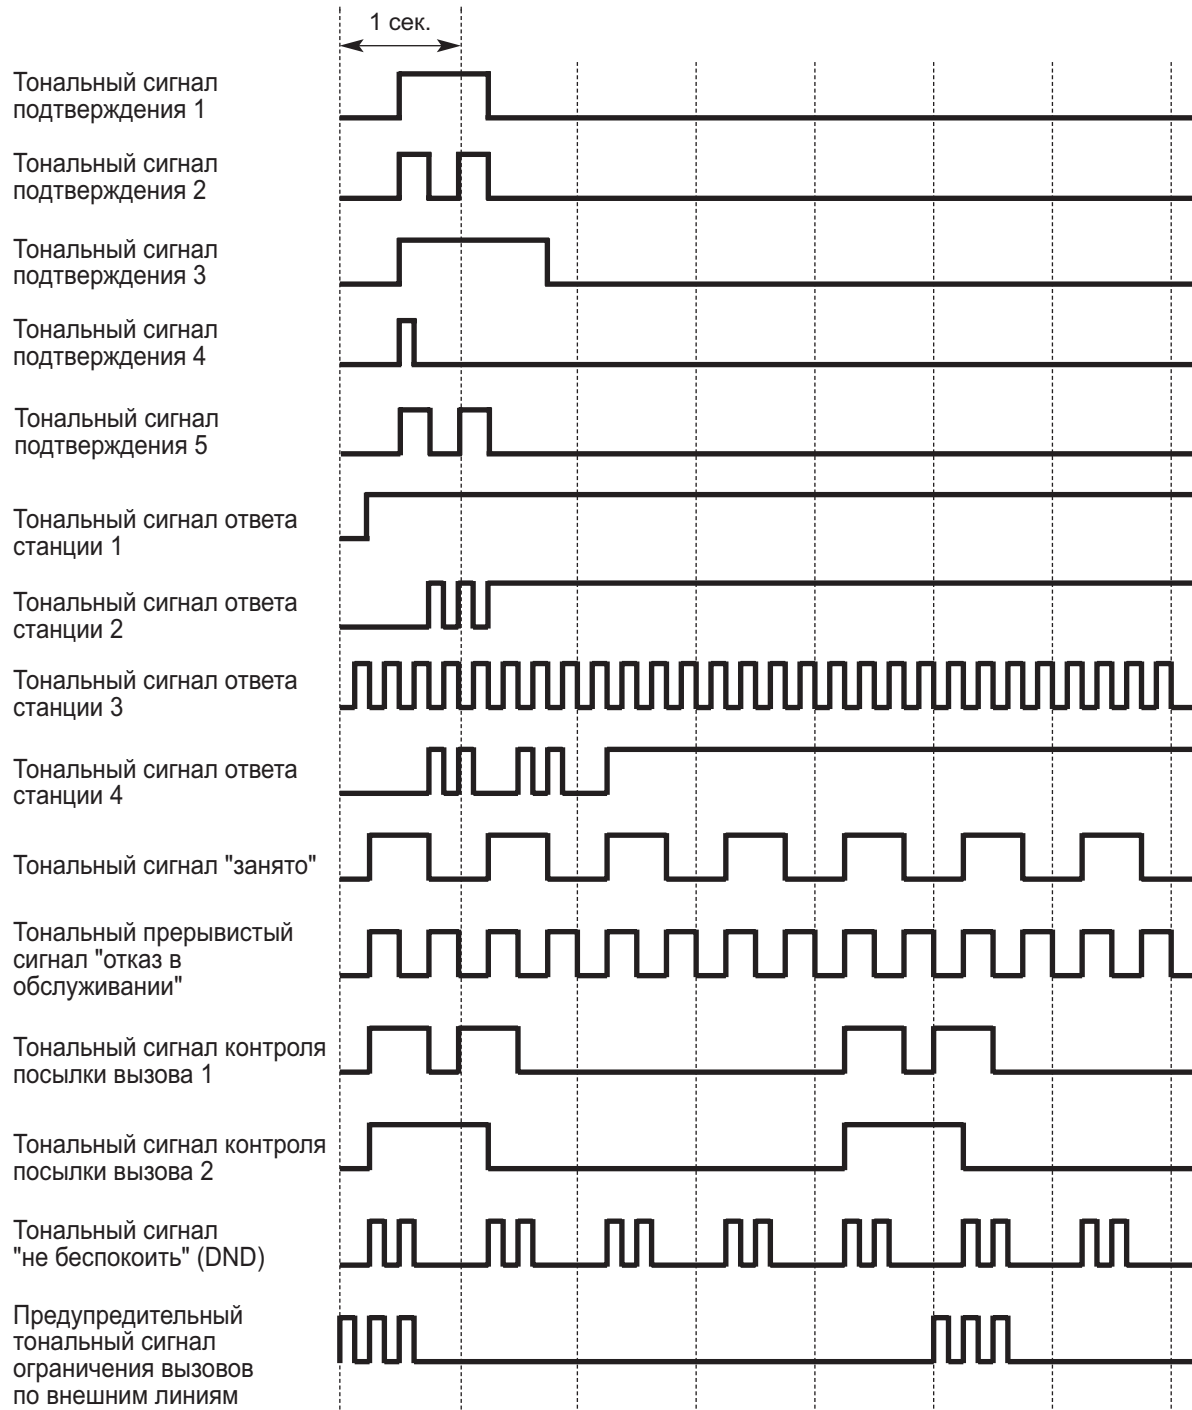 1 сек.
Тональный сигнал
подтверждения 1
Тональный сигнал
подтверждения 2
Тональный сигнал
подтверждения 3
Тональный сигнал
подтверждения 4
Тональный сигнал
подтверждения 5
Тональный сигнал ответа
станции 1
Тональный сигнал ответа
станции 2
Тональный сигнал ответа
станции 3
Тональный сигнал ответа
станции 4
Тональный сигнал "занято"
Тональный прерывистый
сигнал "отказ в
обслуживании"
Тональный сигнал контроля
посылки вызова 1
Тональный сигнал контроля
посылки вызова 2
Тональный сигнал
"не беспокоить" (DND)
Предупредительный
тональный сигнал
ограничения вызовов
по внешним линиям